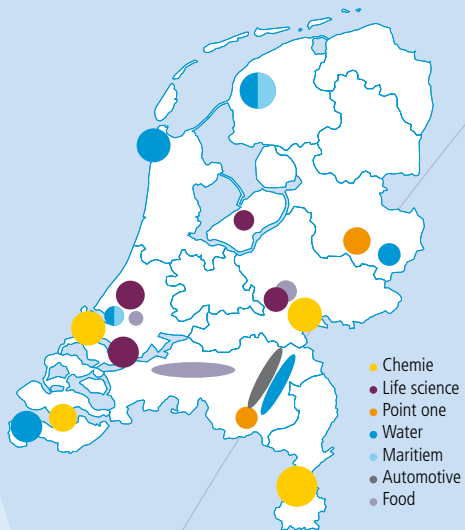 Chemie
Life science
Point one
Water
Maritiem
Automotive
Food